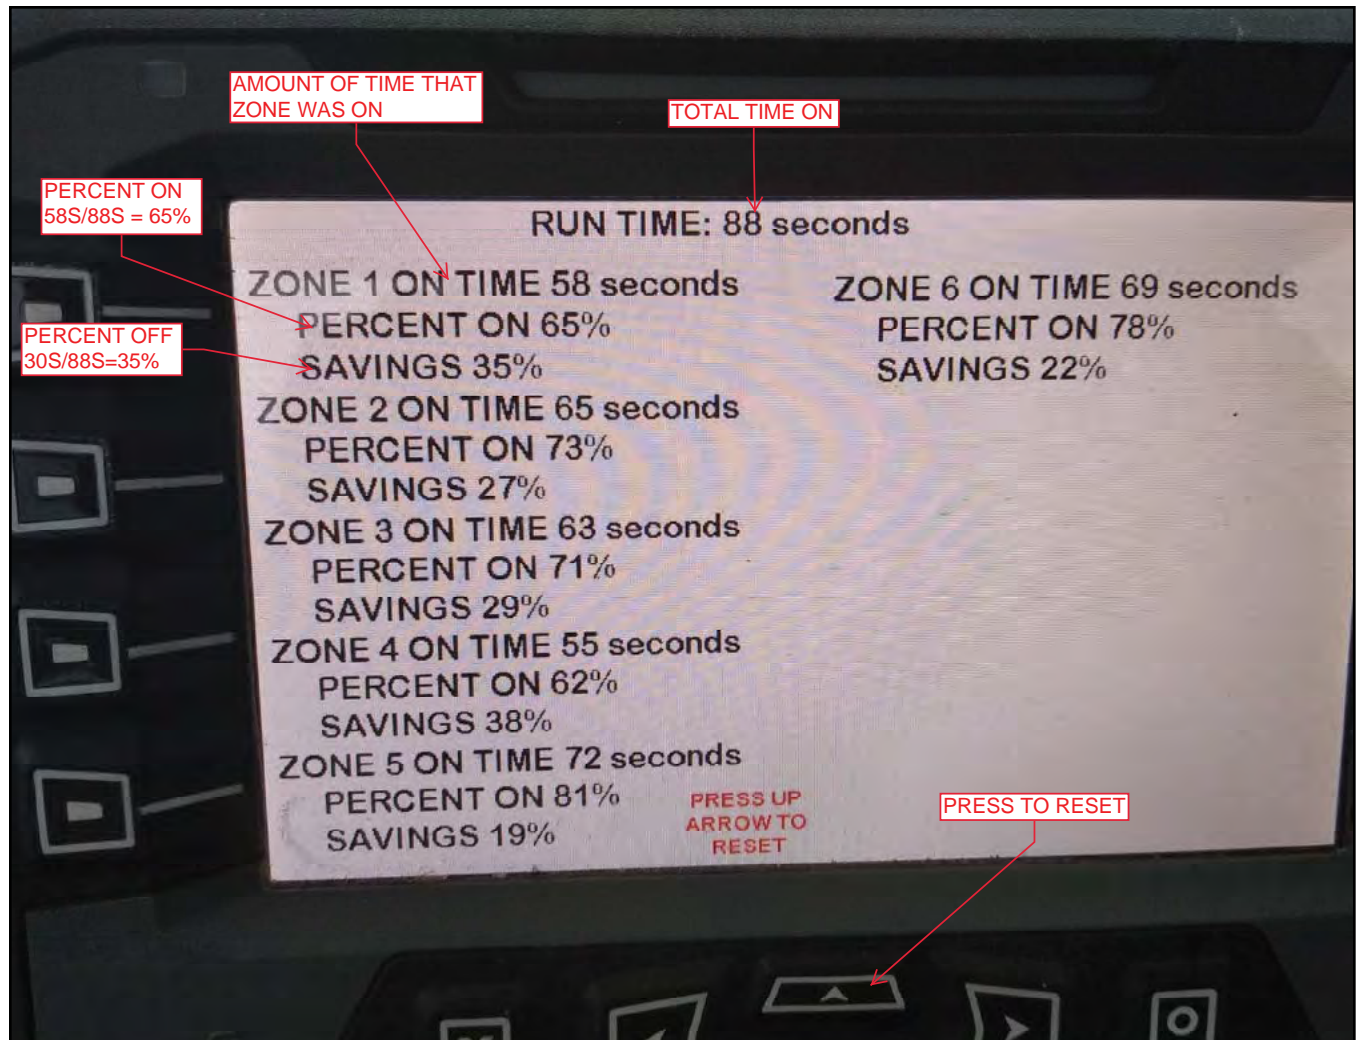 AMOUNT OF TIME THAT
ZONE WAS ON
TOTAL TIME ON
PERCENT ON
58S/88S = 65%
PERCENT OFF
30S/88S=35%
RUN TIME: 88 seconds
ZONE 1 ON TIME 58 seconds
PERCENT ON 65%
SAVINGS 35%
ZONE 2 ON TIME 65 seconds
PERCENT ON 73%
SAVINGS 27%
ZONE 3 ON TIME 63 seconds
PERCENT ON 71%
SAVINGS 29%
ZONE 4 ON TIME 55 seconds
PERCENT ON 62%
SAVINGS 38%
ZONE 5 ON TIME 72 seconds
PERCENT ON 81%
SAVINGS 19%
ZONE 6 ON TIME 69 seconds
PERCENT ON 78%
SAVINGS 22%
PRESS UP
ARROW TO
RESET
PRESS TO RESET